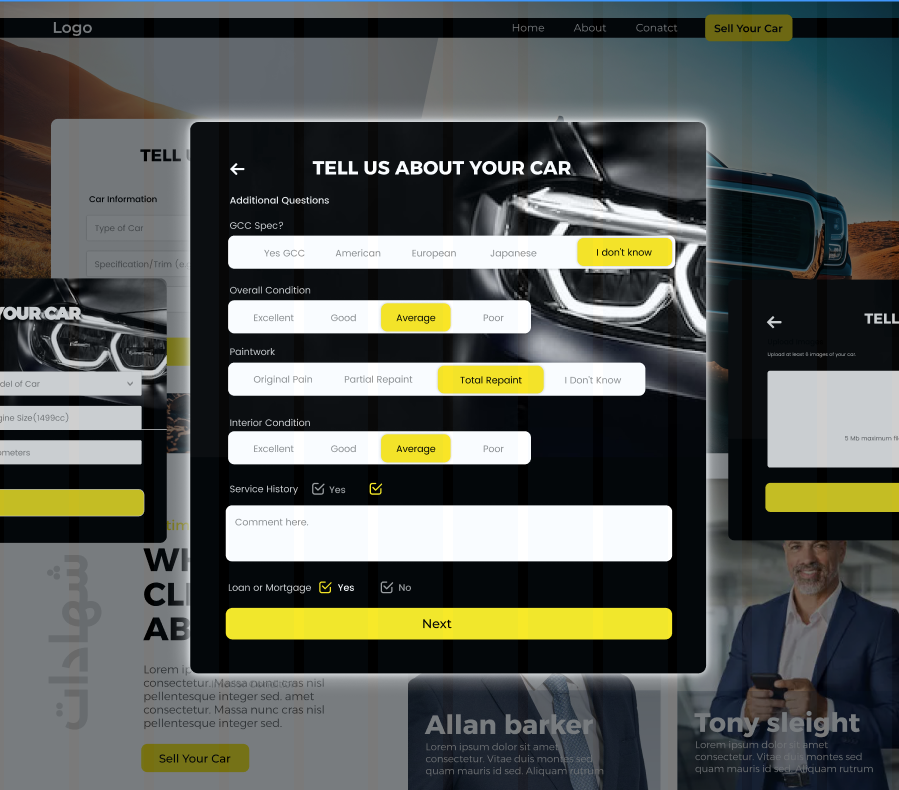 Logo
Home About Conatct Sell Your Car
TELL
Car Information
Type of Car
Specification/Trim
TELL US ABOUT YOUR CAR
Additional Questions
GCC Spec?
Yes GCC American European Japanese I don't know
Overall Condition
Excellent Good Average Poor
Paintwork
Original Pain Partial Repaint Total Repaint I Don't Know
Interior Condition
Excellent Good Average Poor
Service History Yes
Comment here.
Loan or Mortgage Yes No
Next
YOUR CAR
del of Car
gine Size(1499cc)
ometers
TELL
Upload at least 6 images of your car.
5 Mb maximum fi
شهادات
WH
CLI
AB
Lorem ip
consectetur. Massa nunc cras nisl
pellentesque integer sed. amet
consectetur. Massa nunc cras nisl
pellentesque integer sed.
Sell Your Car
Allan barker
Lorem ipsum dolor sit amet
consectetur. Vitae duis montes sed
quam mauris id sed. Aliquam rutrum
Tony sleight
Lorem ipsum dolor sit amet
consectetur. Vitae duis montes sed
quam mauris id sed. Aliquam rutrum